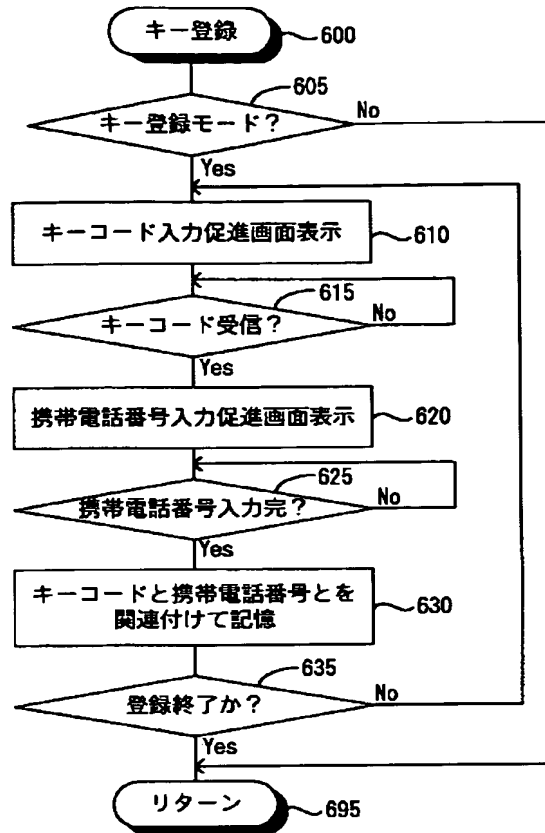 キー登録
600
605
キー登録モード？
No
Yes
キーコード入力促進画面表示
610
615
キーコード受信？
No
Yes
携帯電話番号入力促進画面表示
620
625
携帯電話番号入力完？
No
Yes
キーコードと携帯電話番号とを
関連付けて記憶
630
635
登録終了か？
No
Yes
リターン
695